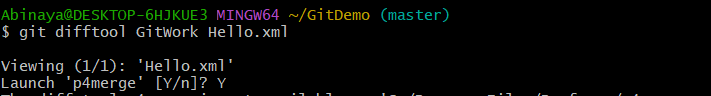 Abinaya@DESKTOP-6HJKUE3 MINGW64 ~/GitDemo (master)
$ git difftool GitWork Hello.xml
Viewing (1/1): 'Hello.xml'
Launch 'p4merge' [Y/n]? Y